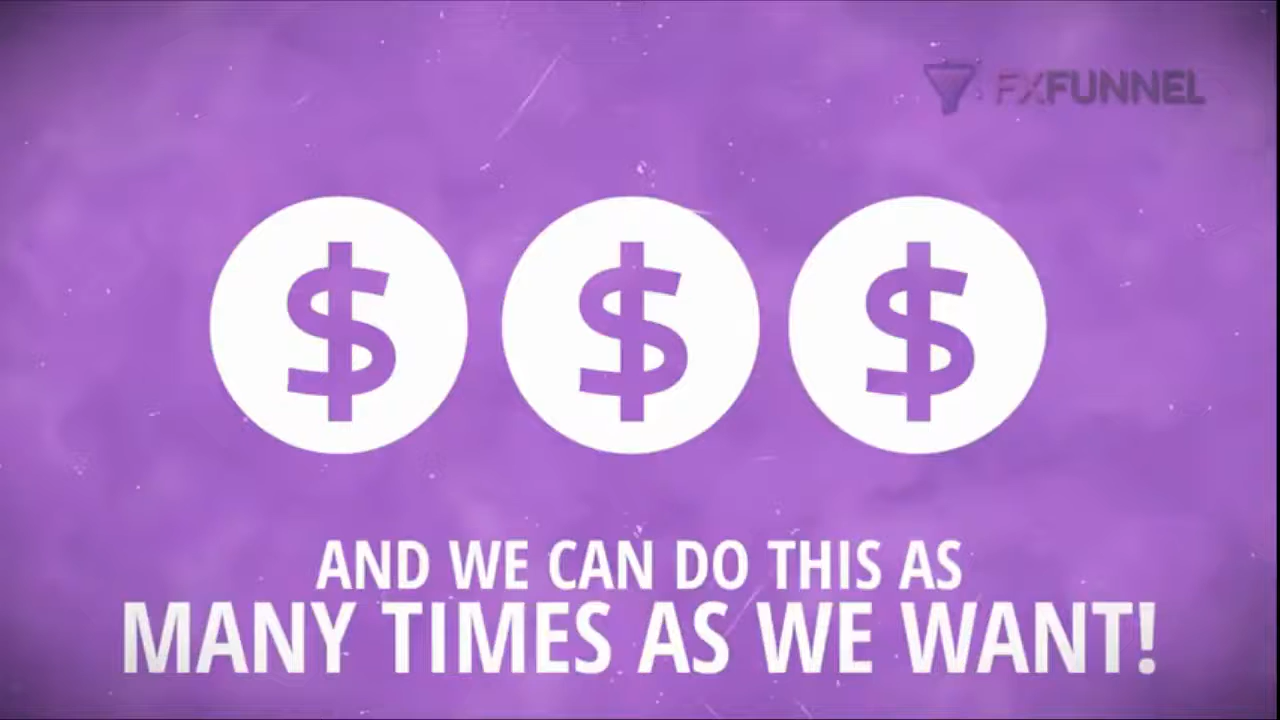 FXFUNNEL
$ $ $
AND WE CAN DO THIS AS
MANY TIMES AS WE WANT!